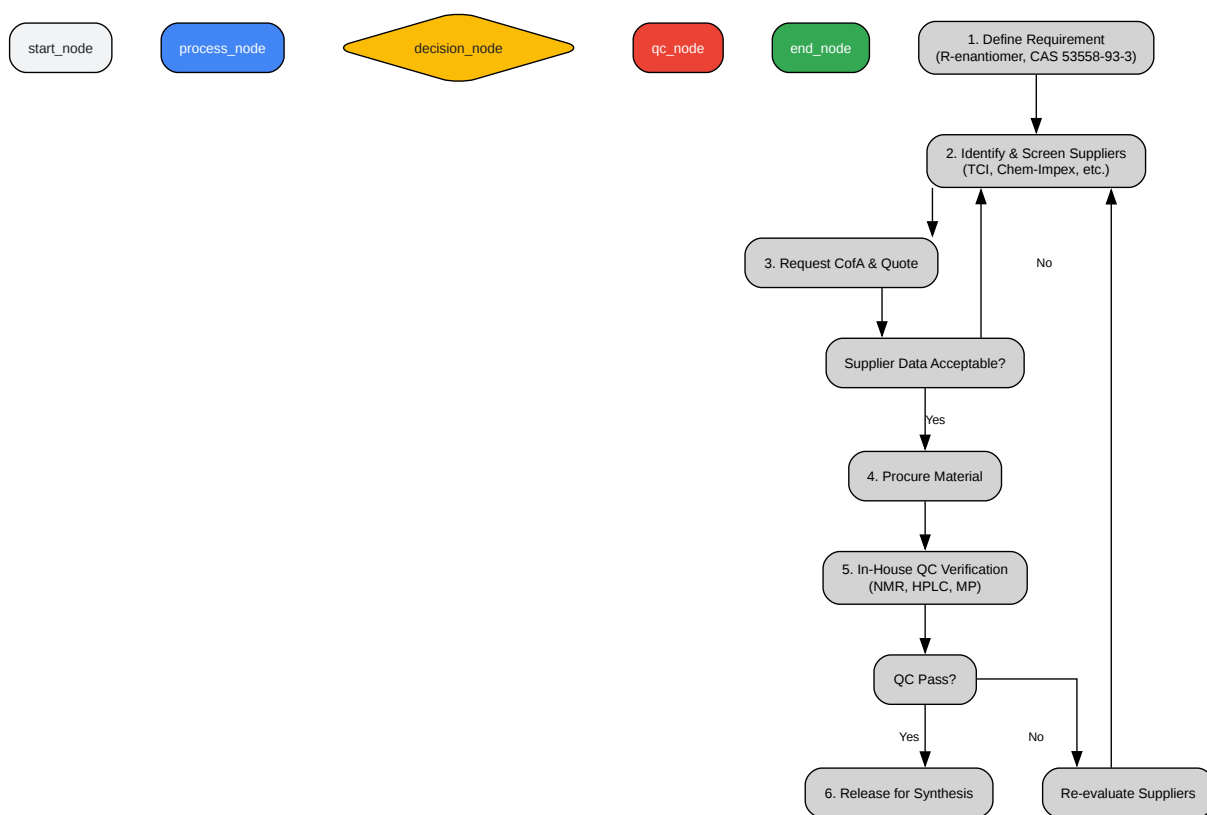 start_node
process_node
decision_node
qc_node
end_node
1. Define Requirement
(R-enantiomer, CAS 53558-93-3)
2. Identify & Screen Suppliers
(TCI, Chem-Impex, etc.)
3. Request CofA & Quote
No
Supplier Data Acceptable?
Yes
4. Procure Material
5. In-House QC Verification
(NMR, HPLC, MP)
QC Pass?
Yes
No
6. Release for Synthesis
Re-evaluate Suppliers